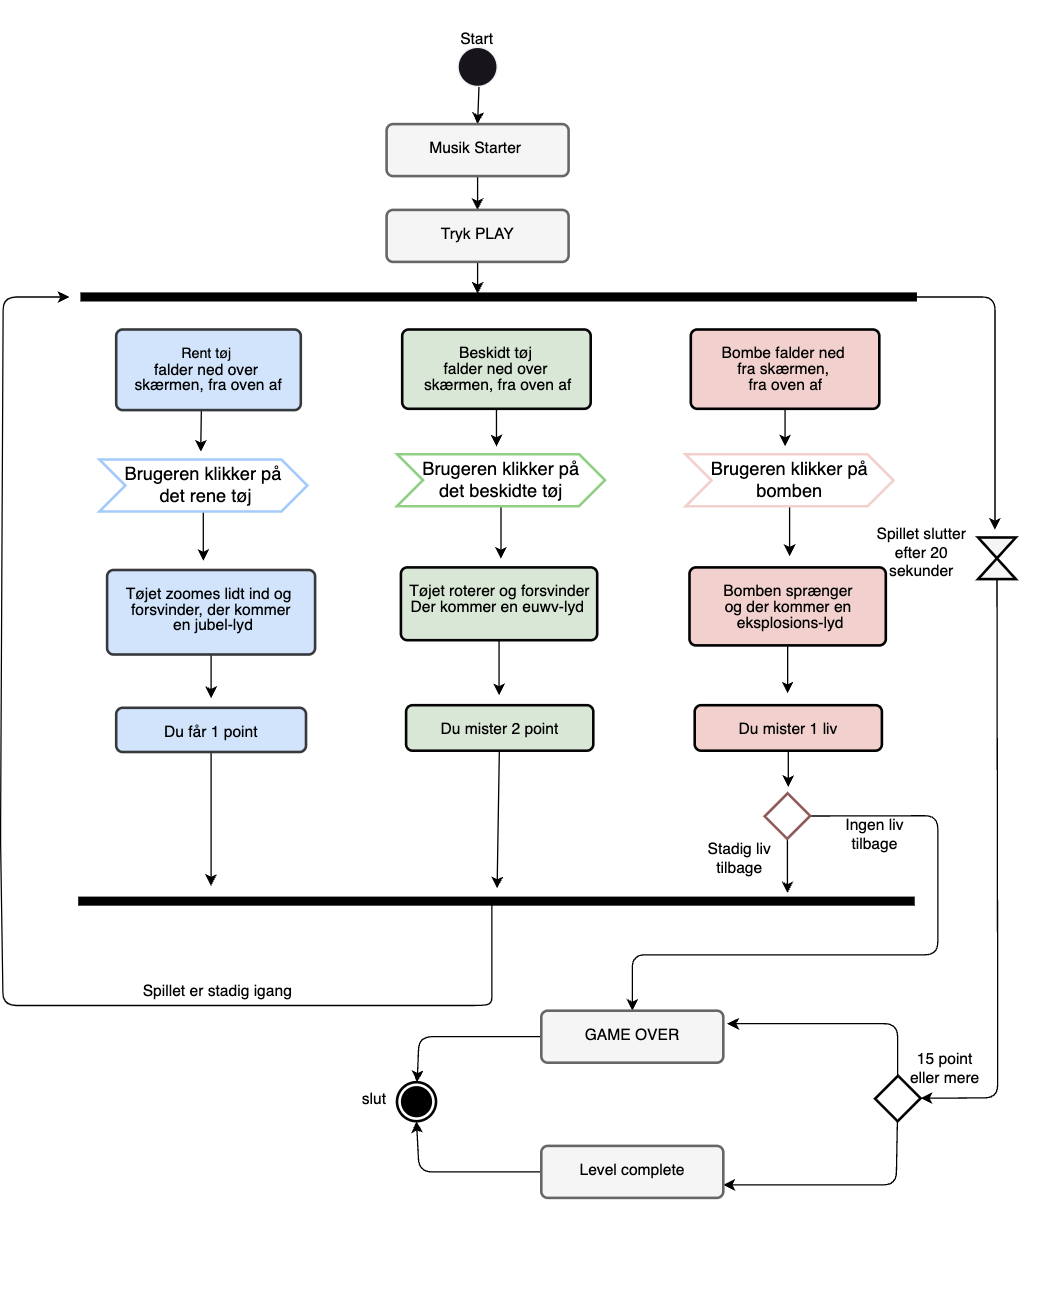 Start
Musik Starter
Tryk PLAY
Rent tøj
falder ned over
skærmen, fra oven af
Beskidt tøj
falder ned over
skærmen, fra oven af
Bombe falder ned
fra skærmen,
fra oven af
Brugeren klikker på
det rene tøj
Brugeren klikker på
det beskidte tøj
Brugeren klikker på
bomben
Spillet slutter
efter 20
sekunder
Tøjet zoomes lidt ind og
forsvinder, der kommer
en jubel-lyd
Tøjet roterer og forsvinder
Der kommer en euwv-lyd
Bomben sprænger
og der kommer en
eksplosions-lyd
Du får 1 point
Du mister 2 point
Du mister 1 liv
Ingen liv
tilbage
Stadig liv
tilbage
Spillet er stadig igang
GAME OVER
15 point
eller mere
slut
Level complete